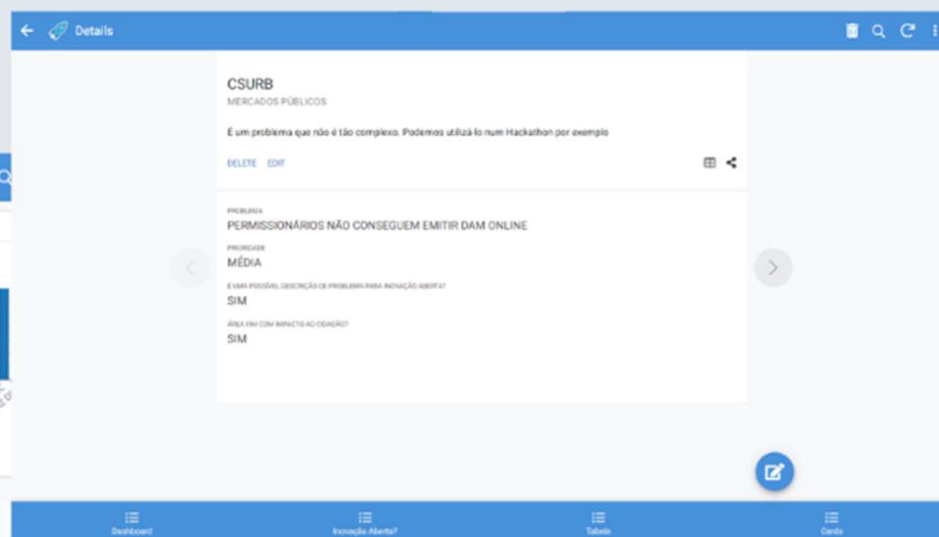 Details
CSURB
MERCADOS PÚBLICOS
É um problema que não é tão complexo. Podemos utilizá-lo num Hackathon por exemplo
DELETE EDIT
PROBLEMA
PERMISSIONÁRIOS NÃO CONSEGUEM EMITIR DAM ONLINE
PRIORIDADE
MÉDIA
É UMA POSSÍVEL DESCRIÇÃO DE PROBLEMA PARA INOVAÇÃO ABERTA?
SIM
ÁREA FIM COM IMPACTO AO CIDADÃO?
SIM
Dashboard
Inovação Aberta?
Tabela
Cards